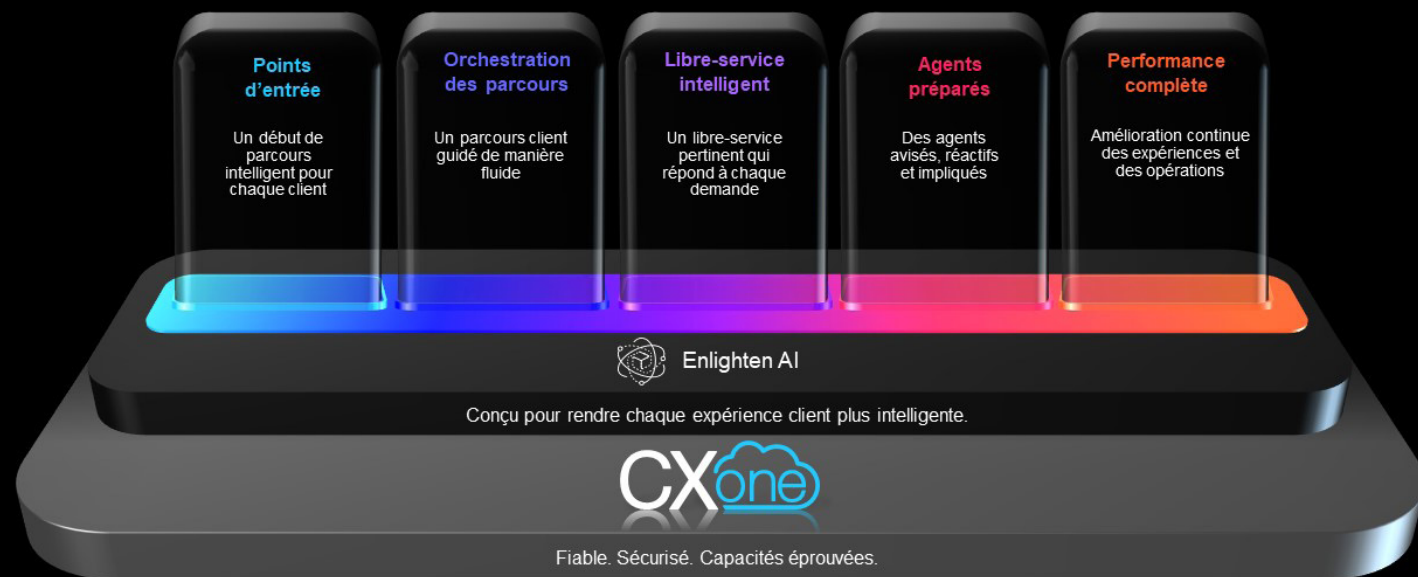 Points
d'entrée
Un début de
parcours
intelligent pour
chaque client
Orchestration
des parcours
Un parcours client
guidé de manière
fluide
Libre-service
intelligent
Un libre-service
pertinent qui
répond à chaque
demande
Agents
préparés
Des agents
avisés, réactifs
et impliqués
Performance
complète
Amélioration continue
des expériences et
des opérations
Enlighten AI
Conçu pour rendre chaque expérience client plus intelligente.
CXone
Fiable. Sécurisé. Capacités éprouvées.